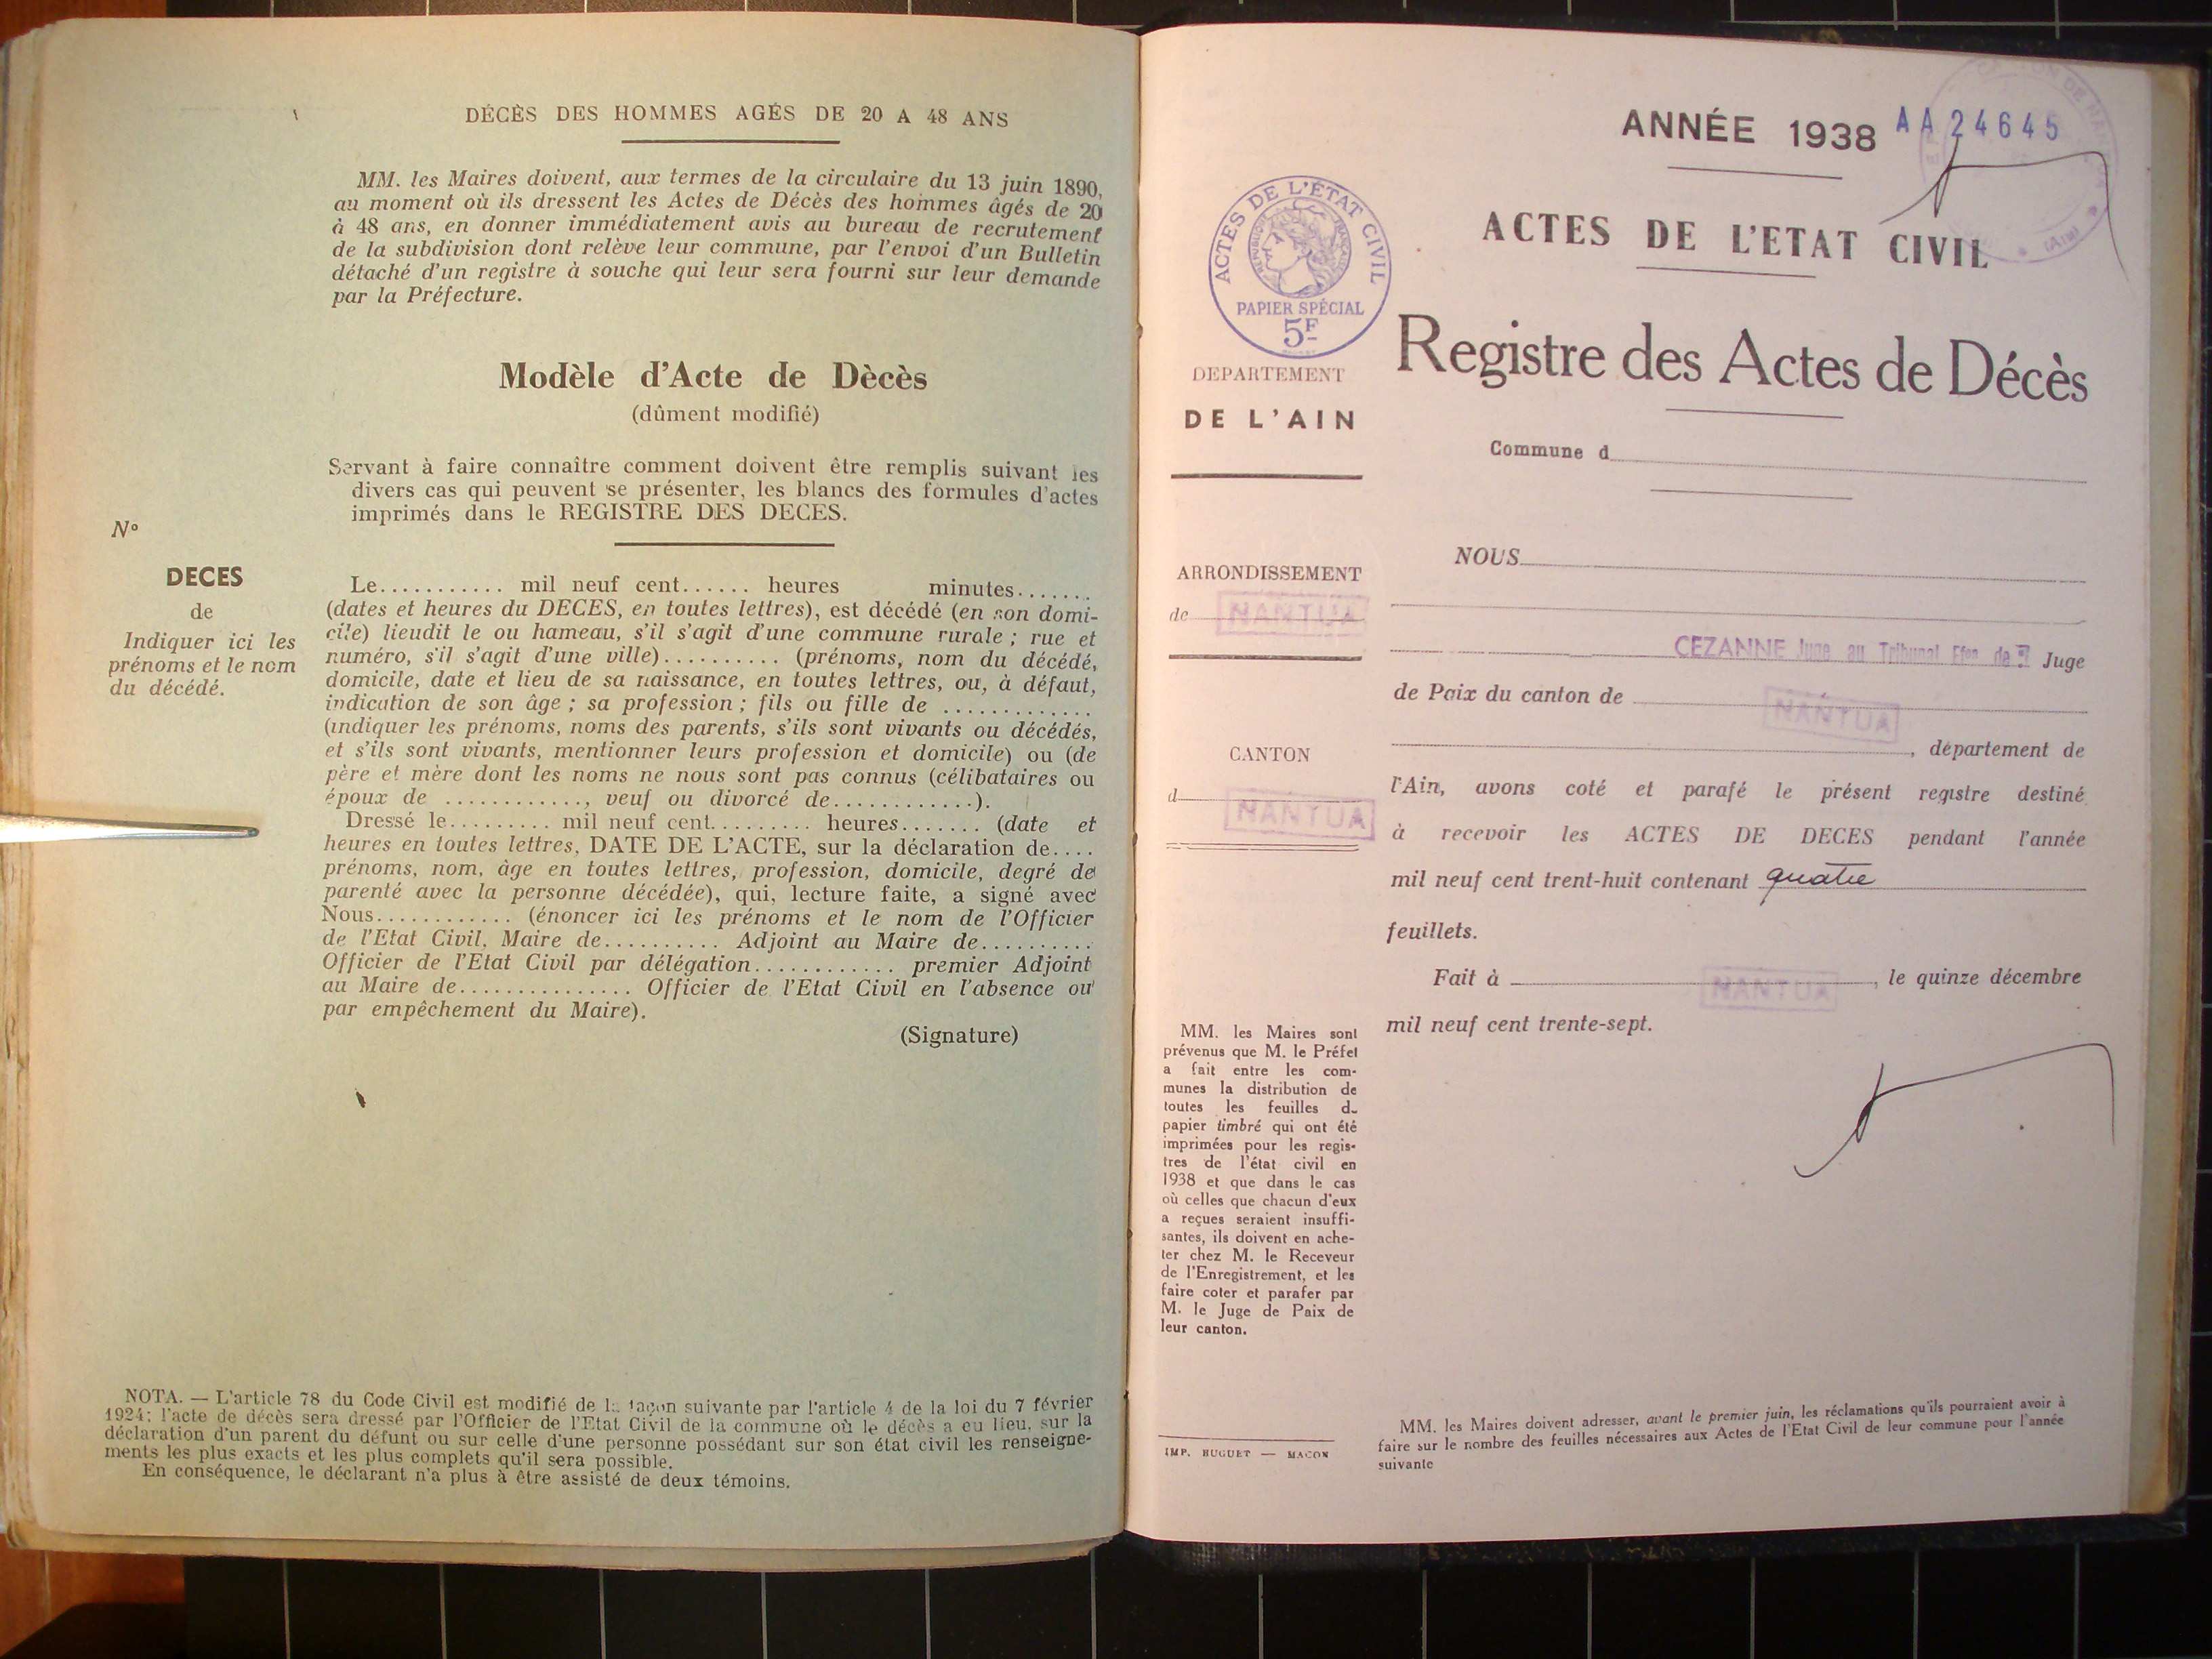 DÉCÈS DES HOMMES AGÉS DE 20 A 48 ANS
MM. les Maires doivent, aux termes de la circulaire du 13 juin 1890,
au moment où ils dressent les Actes de Décès des hommes âgés de 20
à 48 ans, en donner immédiatement avis au bureau de recrutement
de la subdivision dont relève leur commune, par l'envoi d'un Bulletin
détaché d'un registre à souche qui leur sera fourni sur leur demande
par la Préfecture.
Modèle d'Acte de Dècès
(dûment modifié)
Servant à faire connaître comment doivent être remplis suivant les
divers cas qui peuvent se présenter, les blancs des formules d'actes
imprimés dans le REGISTRE DES DECES.
N°
DECES
de
Indiquer ici les
prénoms et le nom
du décédé.
Le........... mil neuf cent...... heures minutes.......
(dates et heures du DECES, en toutes lettres), est décédé (en son domi-
cile) lieudit le ou hameau, s'il s'agit d'une commune rurale ; rue et
numéro, s'il s'agit d'une ville).......... (prénoms, nom du décédé,
domicile, date et lieu de sa naissance, en toutes lettres, ou, à défaut,
indication de son âge ; sa profession ; fils ou fille de .............
(indiquer les prénoms, noms des parents, s'ils sont vivants ou décédés,
et s'ils sont vivants, mentionner leurs profession et domicile) ou (de
père et mère dont les noms ne nous sont pas connus (célibataires ou
époux de ............, veuf ou divorcé de............).
Dressé le......... mil neuf cent......... heures....... (date et
heures en toutes lettres, DATE DE L'ACTE, sur la déclaration de....
prénoms, nom, âge en toutes lettres, profession, domicile, degré de
parenté avec la personne décédée), qui, lecture faite, a signé avec
Nous............ (énoncer ici les prénoms et le nom de l'Officier
de l'Etat Civil, Maire de.......... Adjoint au Maire de..........
Officier de l'Etat Civil par délégation............ premier Adjoint
au Maire de............... Officier de l'Etat Civil en l'absence ou
par empêchement du Maire).
(Signature)
NOTA. — L'article 78 du Code Civil est modifié de la façon suivante par l'article 4 de la loi du 7 février
1924; l'acte de décès sera dressé par l'Officier de l'Etat Civil de la commune où le décès a eu lieu, sur la
déclaration d'un parent du défunt ou sur celle d'une personne possédant sur son état civil les renseigne-
ments les plus exacts et les plus complets qu'il sera possible.
En conséquence, le déclarant n'a plus à être assisté de deux témoins.
ANNÉE 1938 AA 24645
ACTES DE L'ÉTAT CIVIL
RÉPUBLIQUE FRANÇAISE
PAPIER SPÉCIAL
5F
(Ain)
ACTES DE L'ETAT CIVIL
Registre des Actes de Décès
DEPARTEMENT
DE L'AIN
Commune d
ARRONDISSEMENT
de NANTUA
CANTON
d NANTUA
NOUS
CEZANNE Juge au Tribunal de Juge
de Paix du canton de NANTUA
, département de
l'Ain, avons coté et parafé le présent registre destiné
à recevoir les ACTES DE DECES pendant l'année
mil neuf cent trent-huit contenant quatre
feuillets.
Fait à NANTUA, le quinze décembre
mil neuf cent trente-sept.
MM. les Maires sont
prévenus que M. le Préfet
a fait entre les com-
munes la distribution de
toutes les feuilles d
papier timbré qui ont été
imprimées pour les regis-
tres de l'état civil en
1938 et que dans le cas
où celles que chacun d'eux
a reçues seraient insuffi-
santes, ils doivent en ache-
ter chez M. le Receveur
de l'Enregistrement, et les
faire coter et parafer par
M. le Juge de Paix de
leur canton.
IMP. BUGUET — MACON
MM. les Maires doivent adresser, avant le premier juin, les réclamations qu'ils pourraient avoir à
faire sur le nombre des feuilles nécessaires aux Actes de l'Etat Civil de leur commune pour l'année
suivante